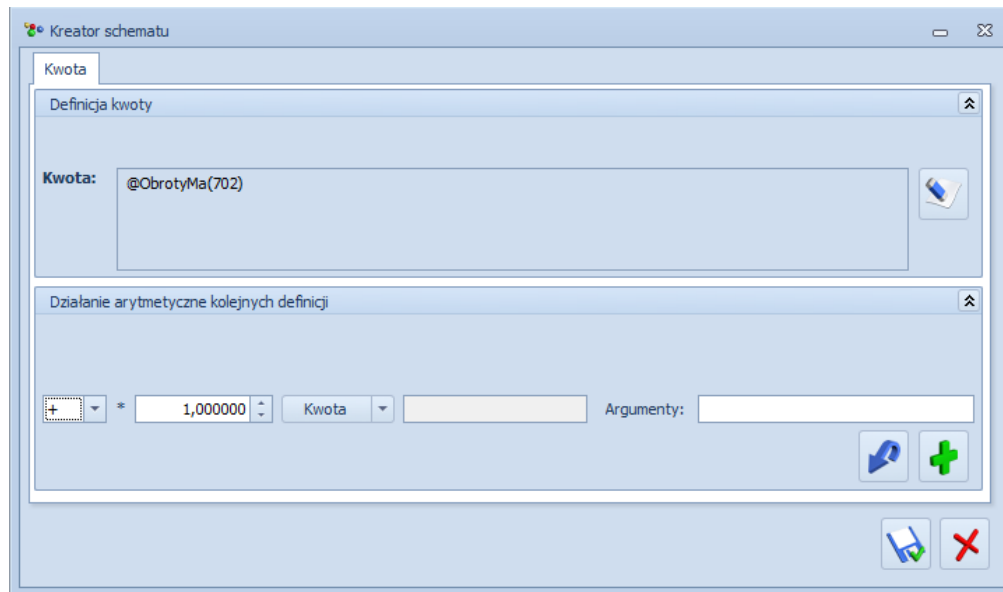 Kreator schematu
Kwota
Definicja kwoty
Kwota: @ObrotyMa(702)
Działanie arytmetyczne kolejnych definicji
+ * 1,000000 Kwota Argumenty: